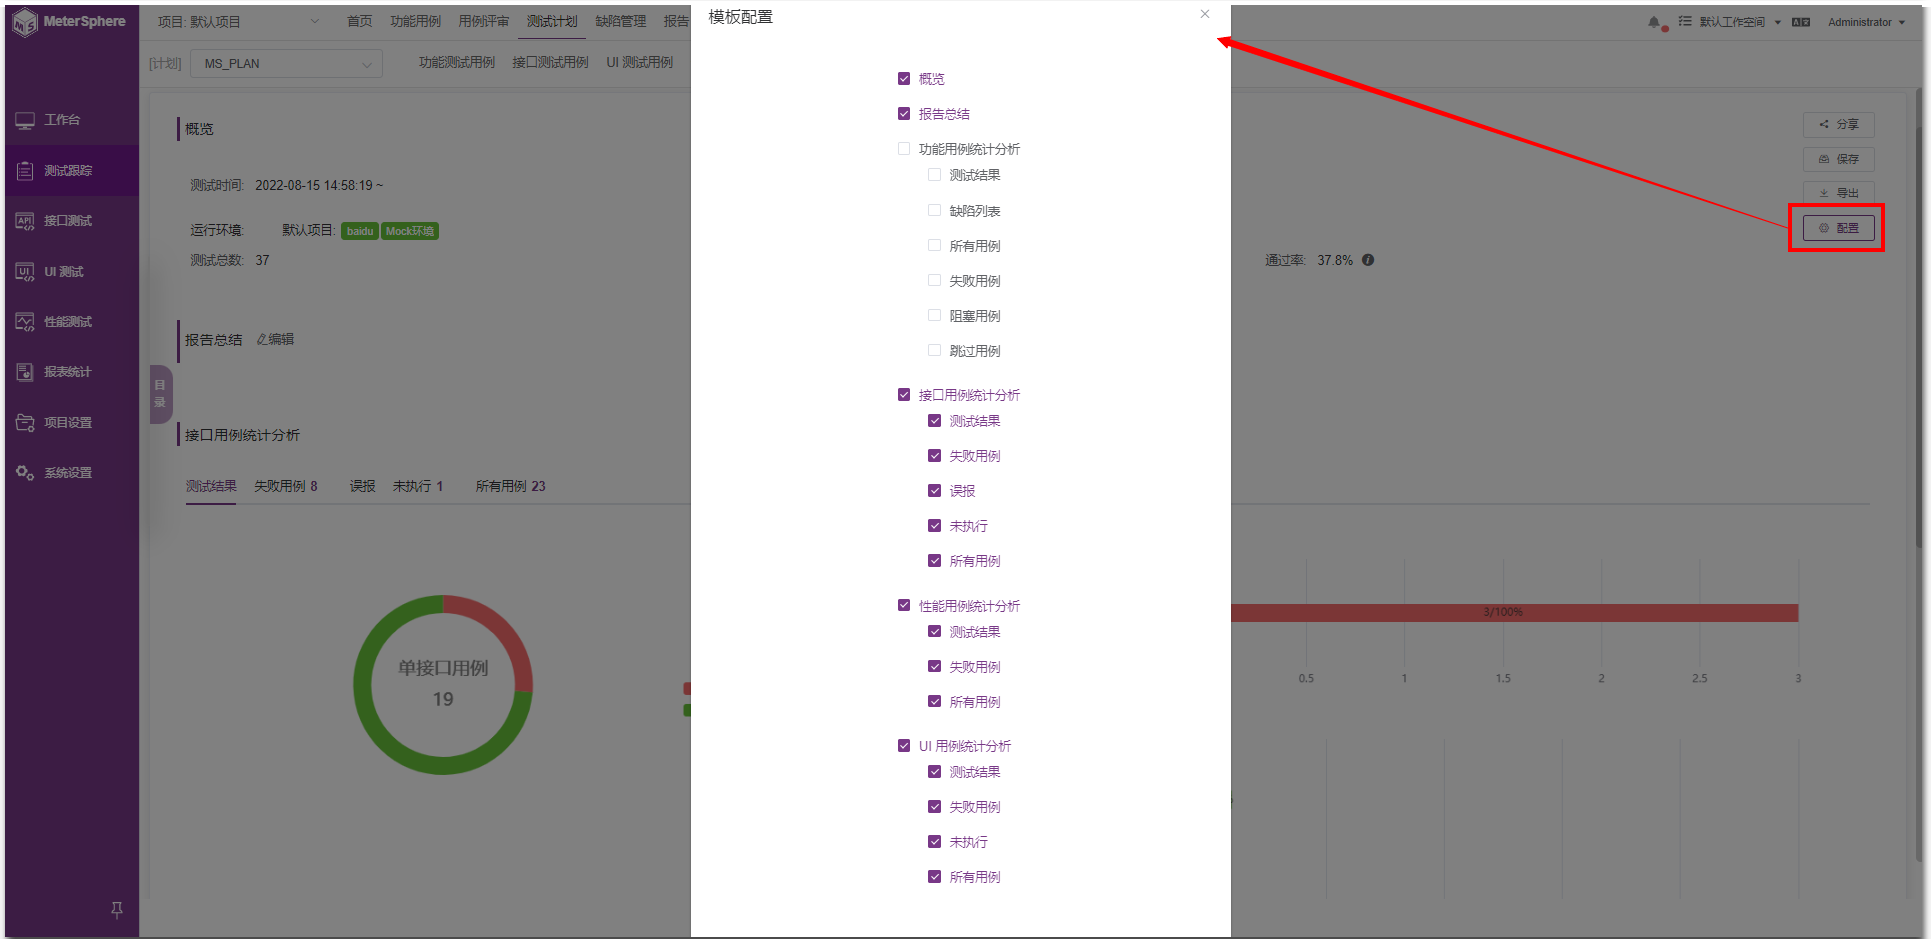 MeterSphere
项目: 默认项目
首页 功能用例 用例评审 测试计划 缺陷管理 报告
模板配置
默认工作空间
Administrator
[计划] MS_PLAN
功能测试用例 接口测试用例 UI 测试用例
工作台
测试跟踪
接口测试
UI 测试
性能测试
报表统计
项目设置
系统设置
目录
概览
测试时间: 2022-08-15 14:58:19 ~
运行环境: 默认项目: baidu Mock环境
测试总数: 37
通过率: 37.8%
报告总结 编辑
接口用例统计分析
测试结果 失败用例 8 误报 未执行 1 所有用例 23
单接口用例
19
概览
报告总结
功能用例统计分析
测试结果
缺陷列表
所有用例
失败用例
阻塞用例
跳过用例
接口用例统计分析
测试结果
失败用例
误报
未执行
所有用例
性能用例统计分析
测试结果
失败用例
所有用例
UI 用例统计分析
测试结果
失败用例
未执行
所有用例
分享
保存
导出
配置
3/100%
0.5 1 1.5 2 2.5 3